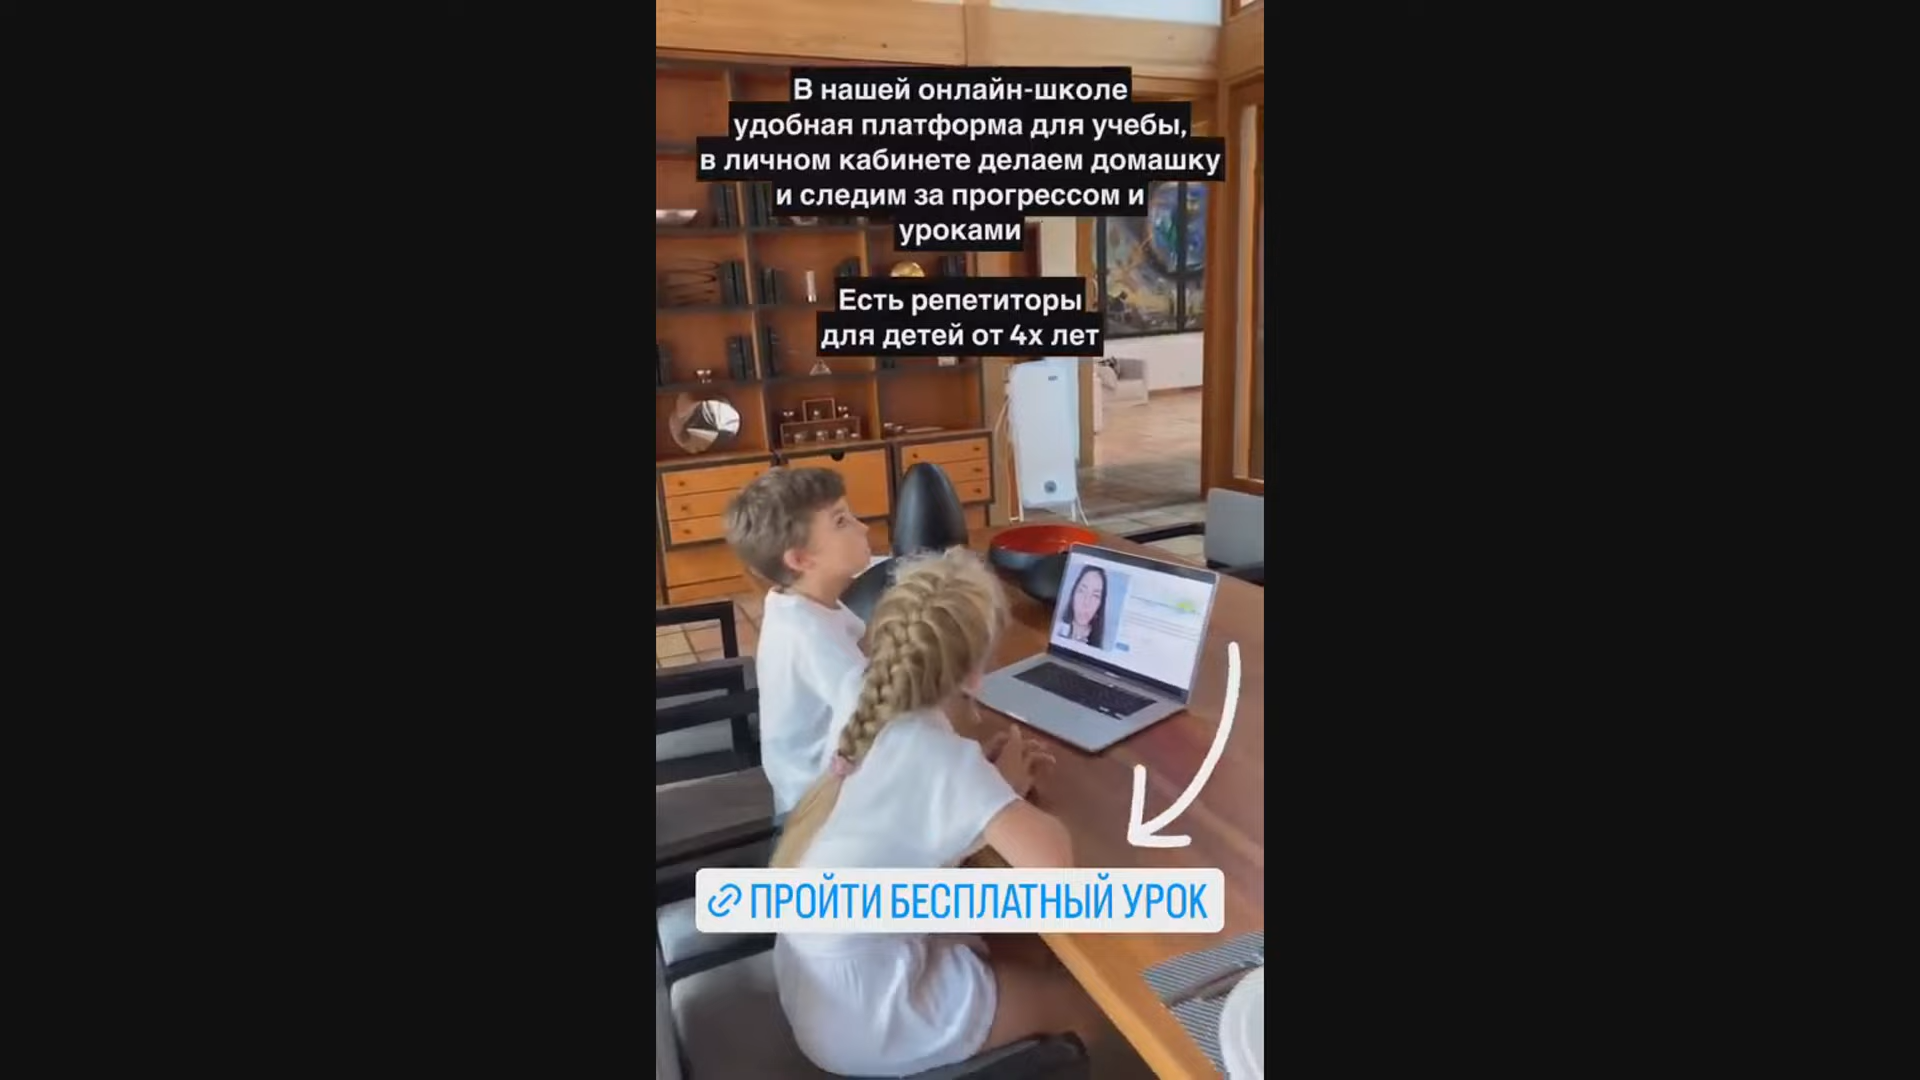 В нашей онлайн-школе
удобная платформа для учебы,
в личном кабинете делаем домашку
и следим за прогрессом и
уроками
Есть репетиторы
для детей от 4х лет
ПРОЙТИ БЕСПЛАТНЫЙ УРОК